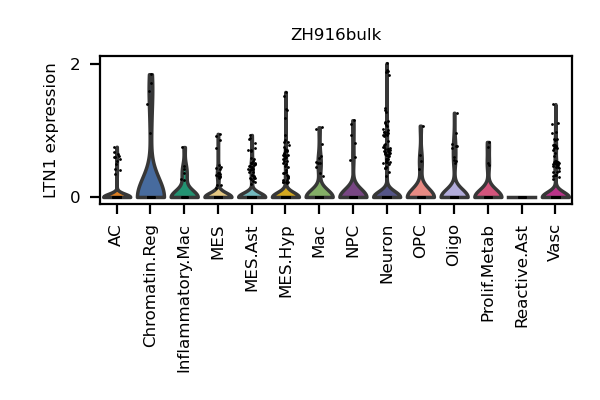 ZH916bulk
LTN1 expression
2
0
AC
Chromatin.Reg
Inflammatory.Mac
MES
MES.Ast
MES.Hyp
Mac
NPC
Neuron
OPC
Oligo
Prolif.Metab
Reactive.Ast
Vasc